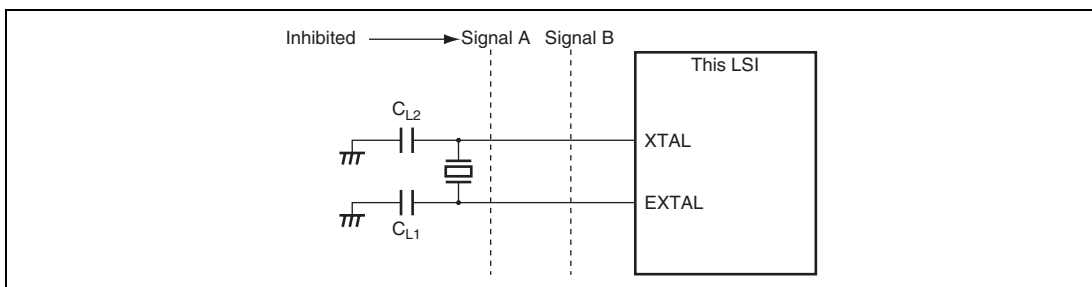 Inhibited Signal A Signal B
This LSI
CL2
XTAL
EXTAL
CL1